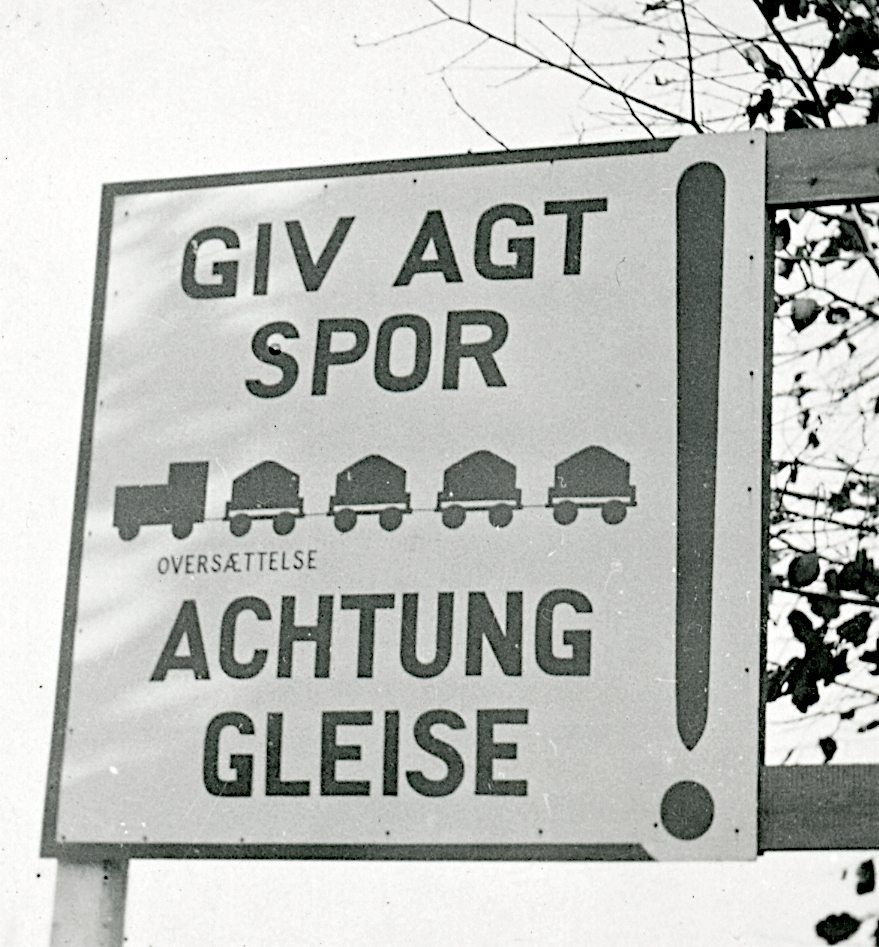 GIV AGT
SPOR
OVERSÆTTELSE
ACHTUNG
GLEISE
!